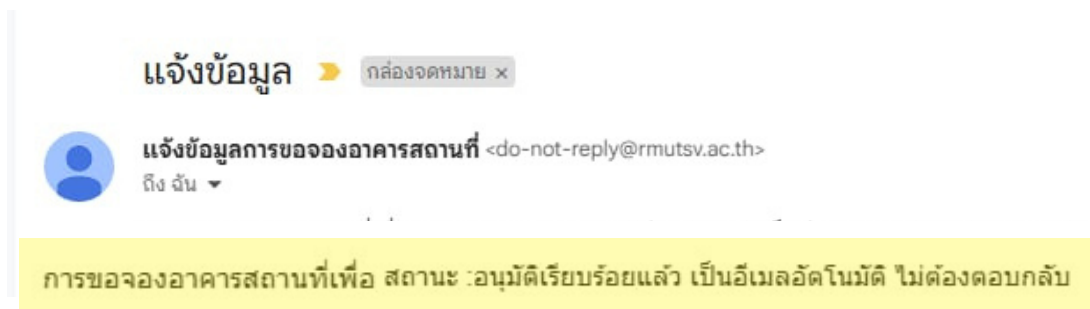 แจ้งข้อมูล กล่องจดหมาย ×
แจ้งข้อมูลการขอจองอาคารสถานที่ <do-not-reply@rmutsv.ac.th>
ถึง ฉัน
การขอจองอาคารสถานที่เพื่อ สถานะ :อนุมัติเรียบร้อยแล้ว เป็นอีเมลอัตโนมัติ ไม่ต้องตอบกลับ